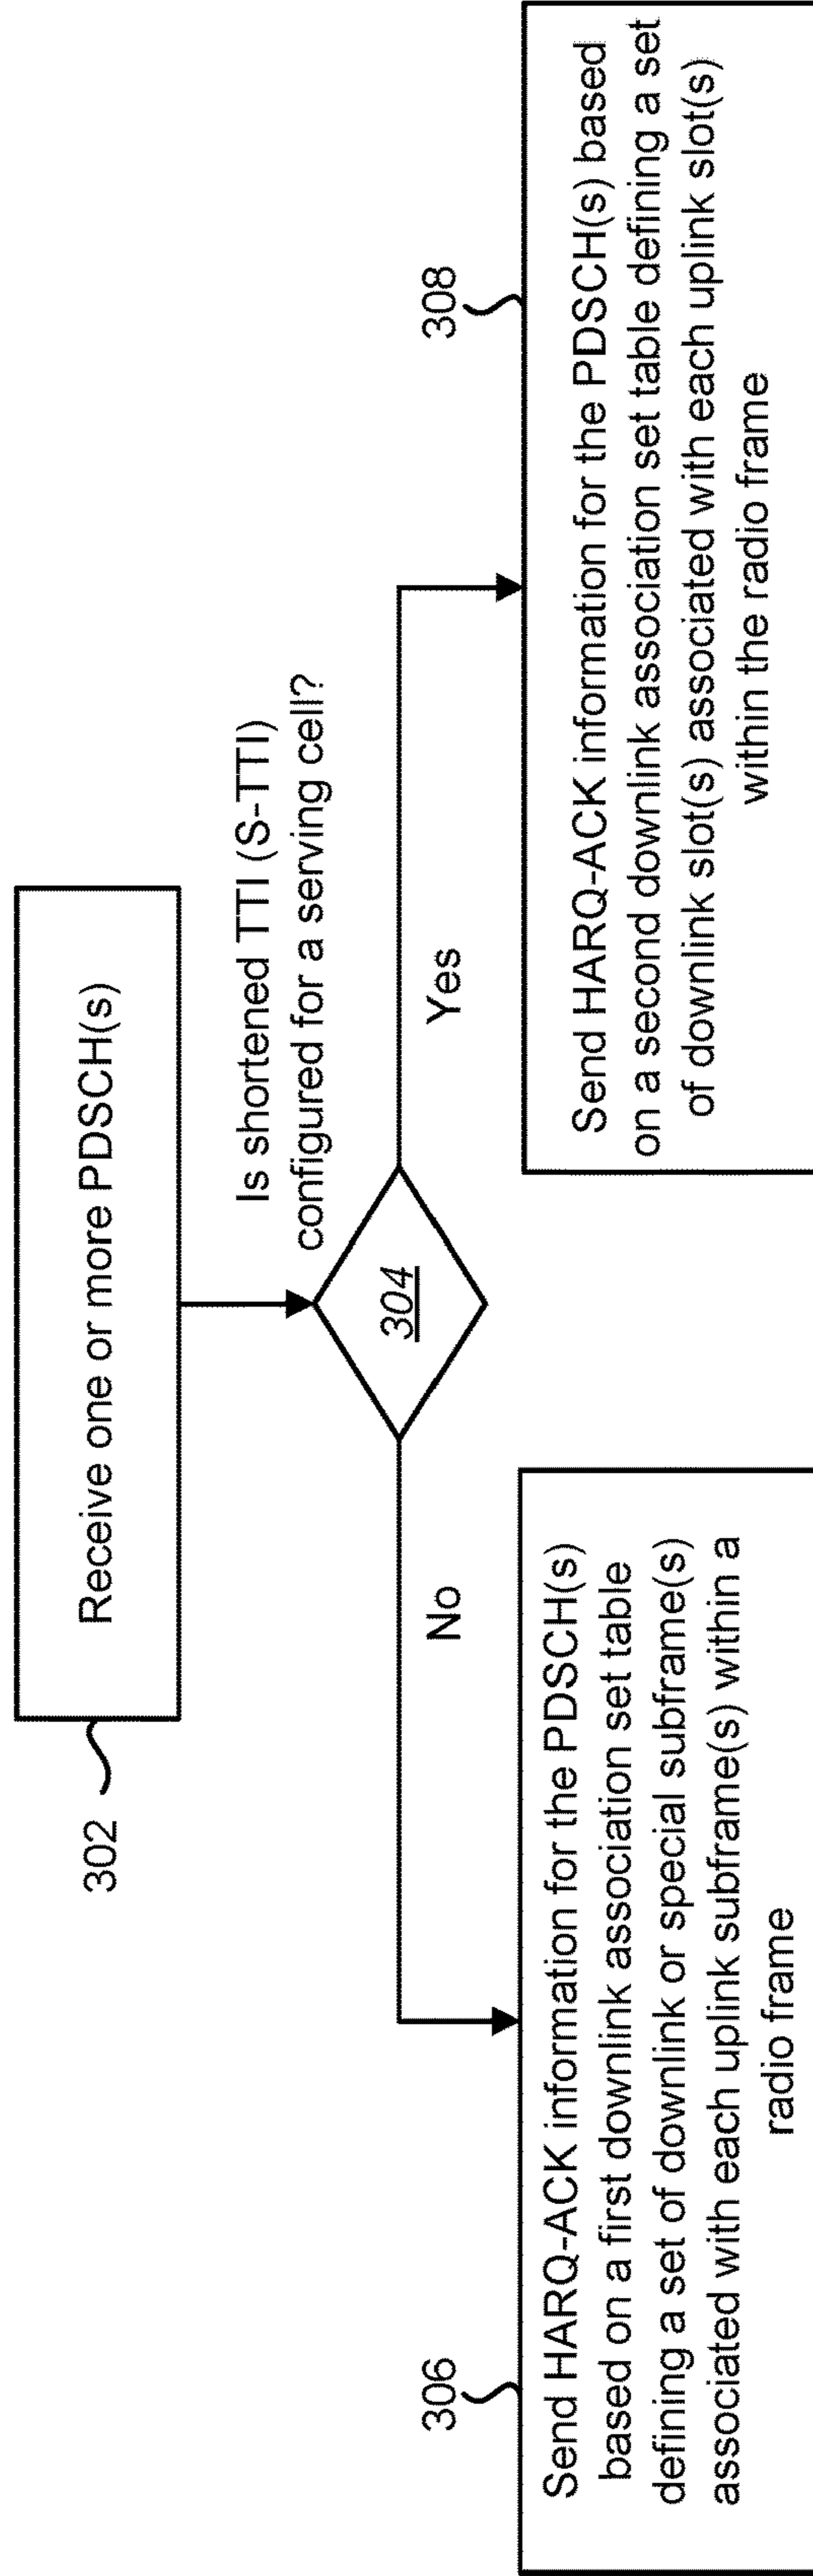 302
Receive one or more PDSCH(s)
Is shortened TTI (S-TTI)
configured for a serving cell?
304
No
Yes
306
Send HARQ-ACK information for the PDSCH(s)
based on a first downlink association set table
defining a set of downlink or special subframe(s)
associated with each uplink subframe(s) within a
radio frame
308
Send HARQ-ACK information for the PDSCH(s) based
on a second downlink association set table defining a set
of downlink slot(s) associated with each uplink slot(s)
within the radio frame